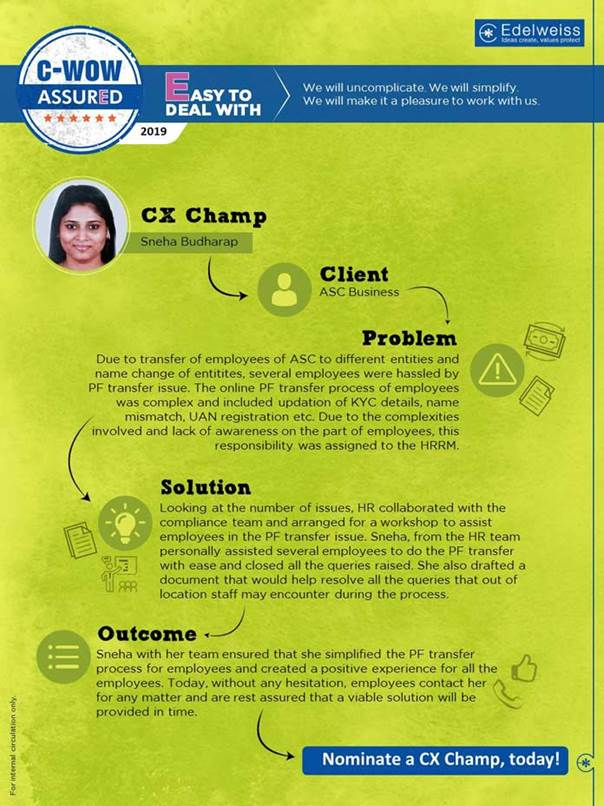 Edelweiss
Ideas create, values protect
C-WOW
ASSURED
EASY TO
DEAL WITH
We will uncomplicate. We will simplify.
We will make it a pleasure to work with us.
2019
CX Champ
Sneha Budharap
Client
ASC Business
Problem
Due to transfer of employees of ASC to different entities and
name change of entitites, several employees were hassled by
PF transfer issue. The online PF transfer process of employees
was complex and included updation of KYC details, name
mismatch, UAN registration etc. Due to the complexities
involved and lack of awareness on the part of employees, this
responsibility was assigned to the HRRM.
Solution
Looking at the number of issues, HR collaborated with the
compliance team and arranged for a workshop to assist
employees in the PF transfer issue. Sneha, from the HR team
personally assisted several employees to do the PF transfer
with ease and closed all the queries raised. She also drafted a
document that would help resolve all the queries that out of
location staff may encounter during the process.
Outcome
Sneha with her team ensured that she simplified the PF transfer
process for employees and created a positive experience for all the
employees. Today, without any hesitation, employees contact her
for any matter and are rest assured that a viable solution will be
provided in time.
Nominate a CX Champ, today!
For internal circulation only.